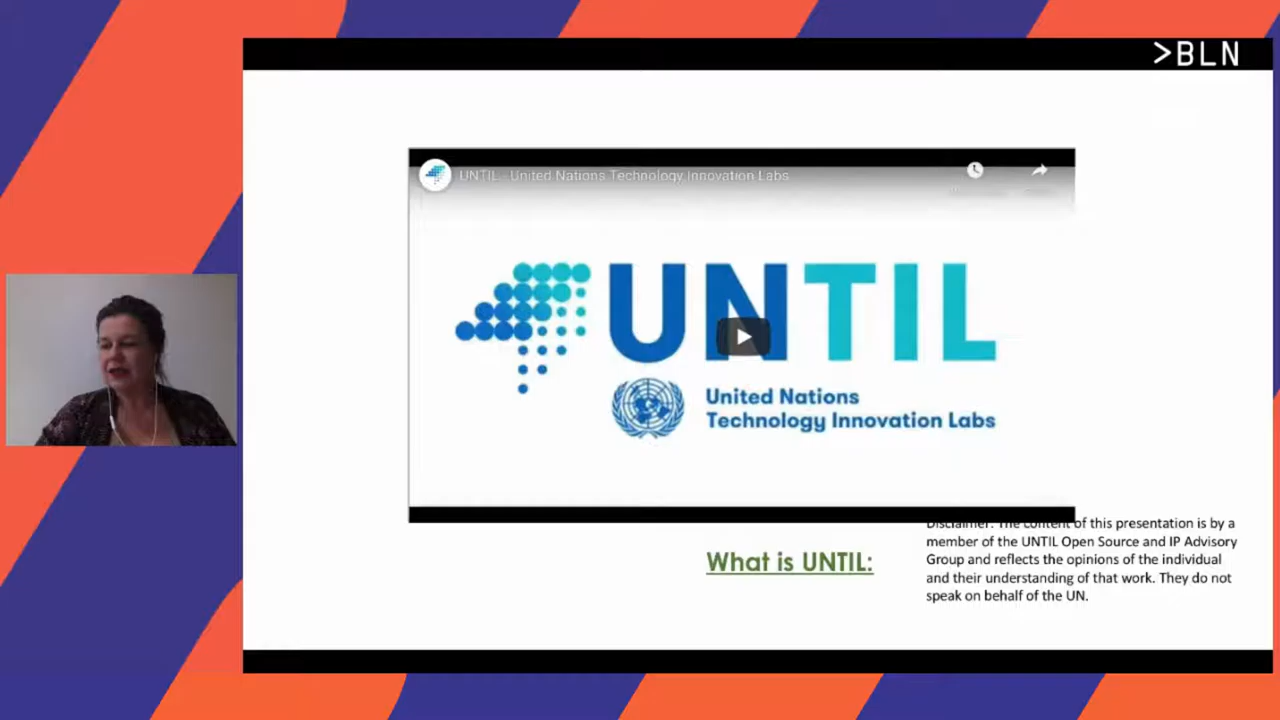 >BLN
UNTIL - United Nations Technology Innovation Labs
UNTIL
United Nations
Technology Innovation Labs
What is UNTIL:
Disclaimer: The content of this presentation is by a
member of the UNTIL Open Source and IP Advisory
Group and reflects the opinions of the individual
and their understanding of that work. They do not
speak on behalf of the UN.